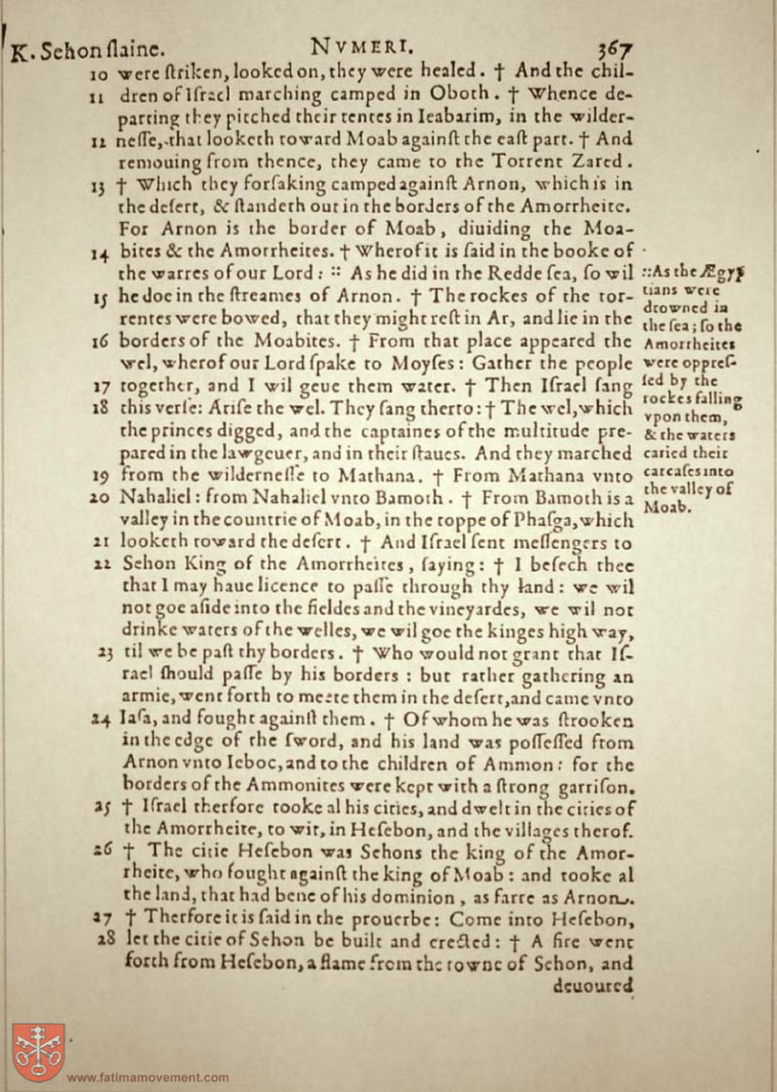 K. Sehon ſlaine. NVMERI. 367
10 were ſtriken, looked on, they were healed. † And the chil-
11 dren of Iſrael marching camped in Oboth. † Whence de-
parting they pitched their tentes in Ieabarim, in the wilder-
12 neſſe, that looketh toward Moab againſt the eaſt part. † And
remouing from thence, they came to the Torrent Zared.
13 † Which they forſaking camped againſt Arnon, which is in
the deſert, & ſtandeth out in the borders of the Amorrheite.
For Arnon is the border of Moab, diuiding the Moa-
14 bites & the Amorrheites. † Wherof it is ſaid in the booke of
the warres of our Lord: :: As he did in the Redde ſea, ſo wil
15 he doe in the ſtreames of Arnon. † The rockes of the tor-
rentes were bowed, that they might reſt in Ar, and lie in the
16 borders of the Moabites. † From that place appeared the
wel, wherof our Lord ſpake to Moyſes: Gather the people
17 together, and I wil geue them water. † Then Iſrael ſang
18 this verſe: Ariſe the wel. They ſang therto: † The wel, which
the princes digged, and the captaines of the multitude pre-
pared in the lawgeuer, and in their ſtaues. And they marched
19 from the wilderneſſe to Mathana. † From Mathana vnto
20 Nahaliel: from Nahaliel vnto Bamoth. † From Bamoth is a
valley in the countrie of Moab, in the toppe of Phaſga, which
21 looketh toward the deſert. † And Iſrael ſent meſſengers to
22 Sehon King of the Amorrheites, ſaying: † I beſech thee
that I may haue licence to paſſe through thy land: we wil
not goe aſide into the fieldes and the vineyardes, we wil not
drinke waters of the welles, we wil goe the kinges high way,
23 til we be paſt thy borders. † Who would not grant that Iſ-
rael ſhould paſſe by his borders: but rather gathering an
armie, went forth to meete them in the deſert, and came vnto
24 Iaſa, and fought againſt them. † Of whom he was ſtrooken
in the edge of the ſword, and his land was poſſeſſed from
Arnon vnto Ieboc, and to the children of Ammon: for the
borders of the Ammonites were kept with a ſtrong garriſon.
25 † Iſrael therfore tooke al his cities, and dwelt in the cities of
the Amorrheite, to wit, in Heſebon, and the villages therof.
26 † The citie Heſebon was Sehons the king of the Amor-
rheite, who fought againſt the king of Moab: and tooke al
the land, that had bene of his dominion, as farre as Arnon.
27 † Therfore it is ſaid in the prouerbe: Come into Heſebon,
28 let the citie of Sehon be built and erected: † A fire went
forth from Heſebon, a flame from the towne of Sehon, and
deuoured
::As the Ægyp
tians were
drowned in
the ſea; ſo the
Amorrheites
were oppreſ-
ſed by the
rockes falling
vpon them,
& the waters
caried their
carcaſes into
the valley of
Moab.
www.fatimamovement.com